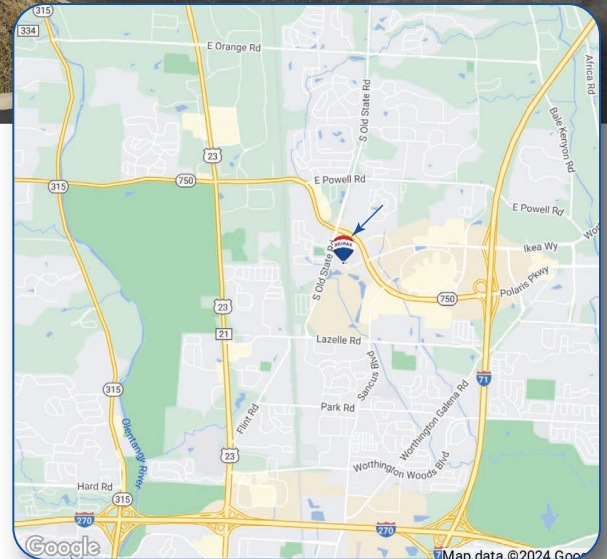 315
334
E Orange Rd
Africa Rd
S Old State Rd
Bale Kenyon Rd
23
750
E Powell Rd
315
E Powell Rd
RE/MAX
Ikea Wy
S Old State Rd
Polaris Pkwy
750
23
21
Lazelle Rd
71
Sancus Blvd
315
Park Rd
Flint Rd
Worthington Galena Rd
Olentangy River
23
Worthington Woods Blvd
Hard Rd
315
270
270
Google
Map data ©2024